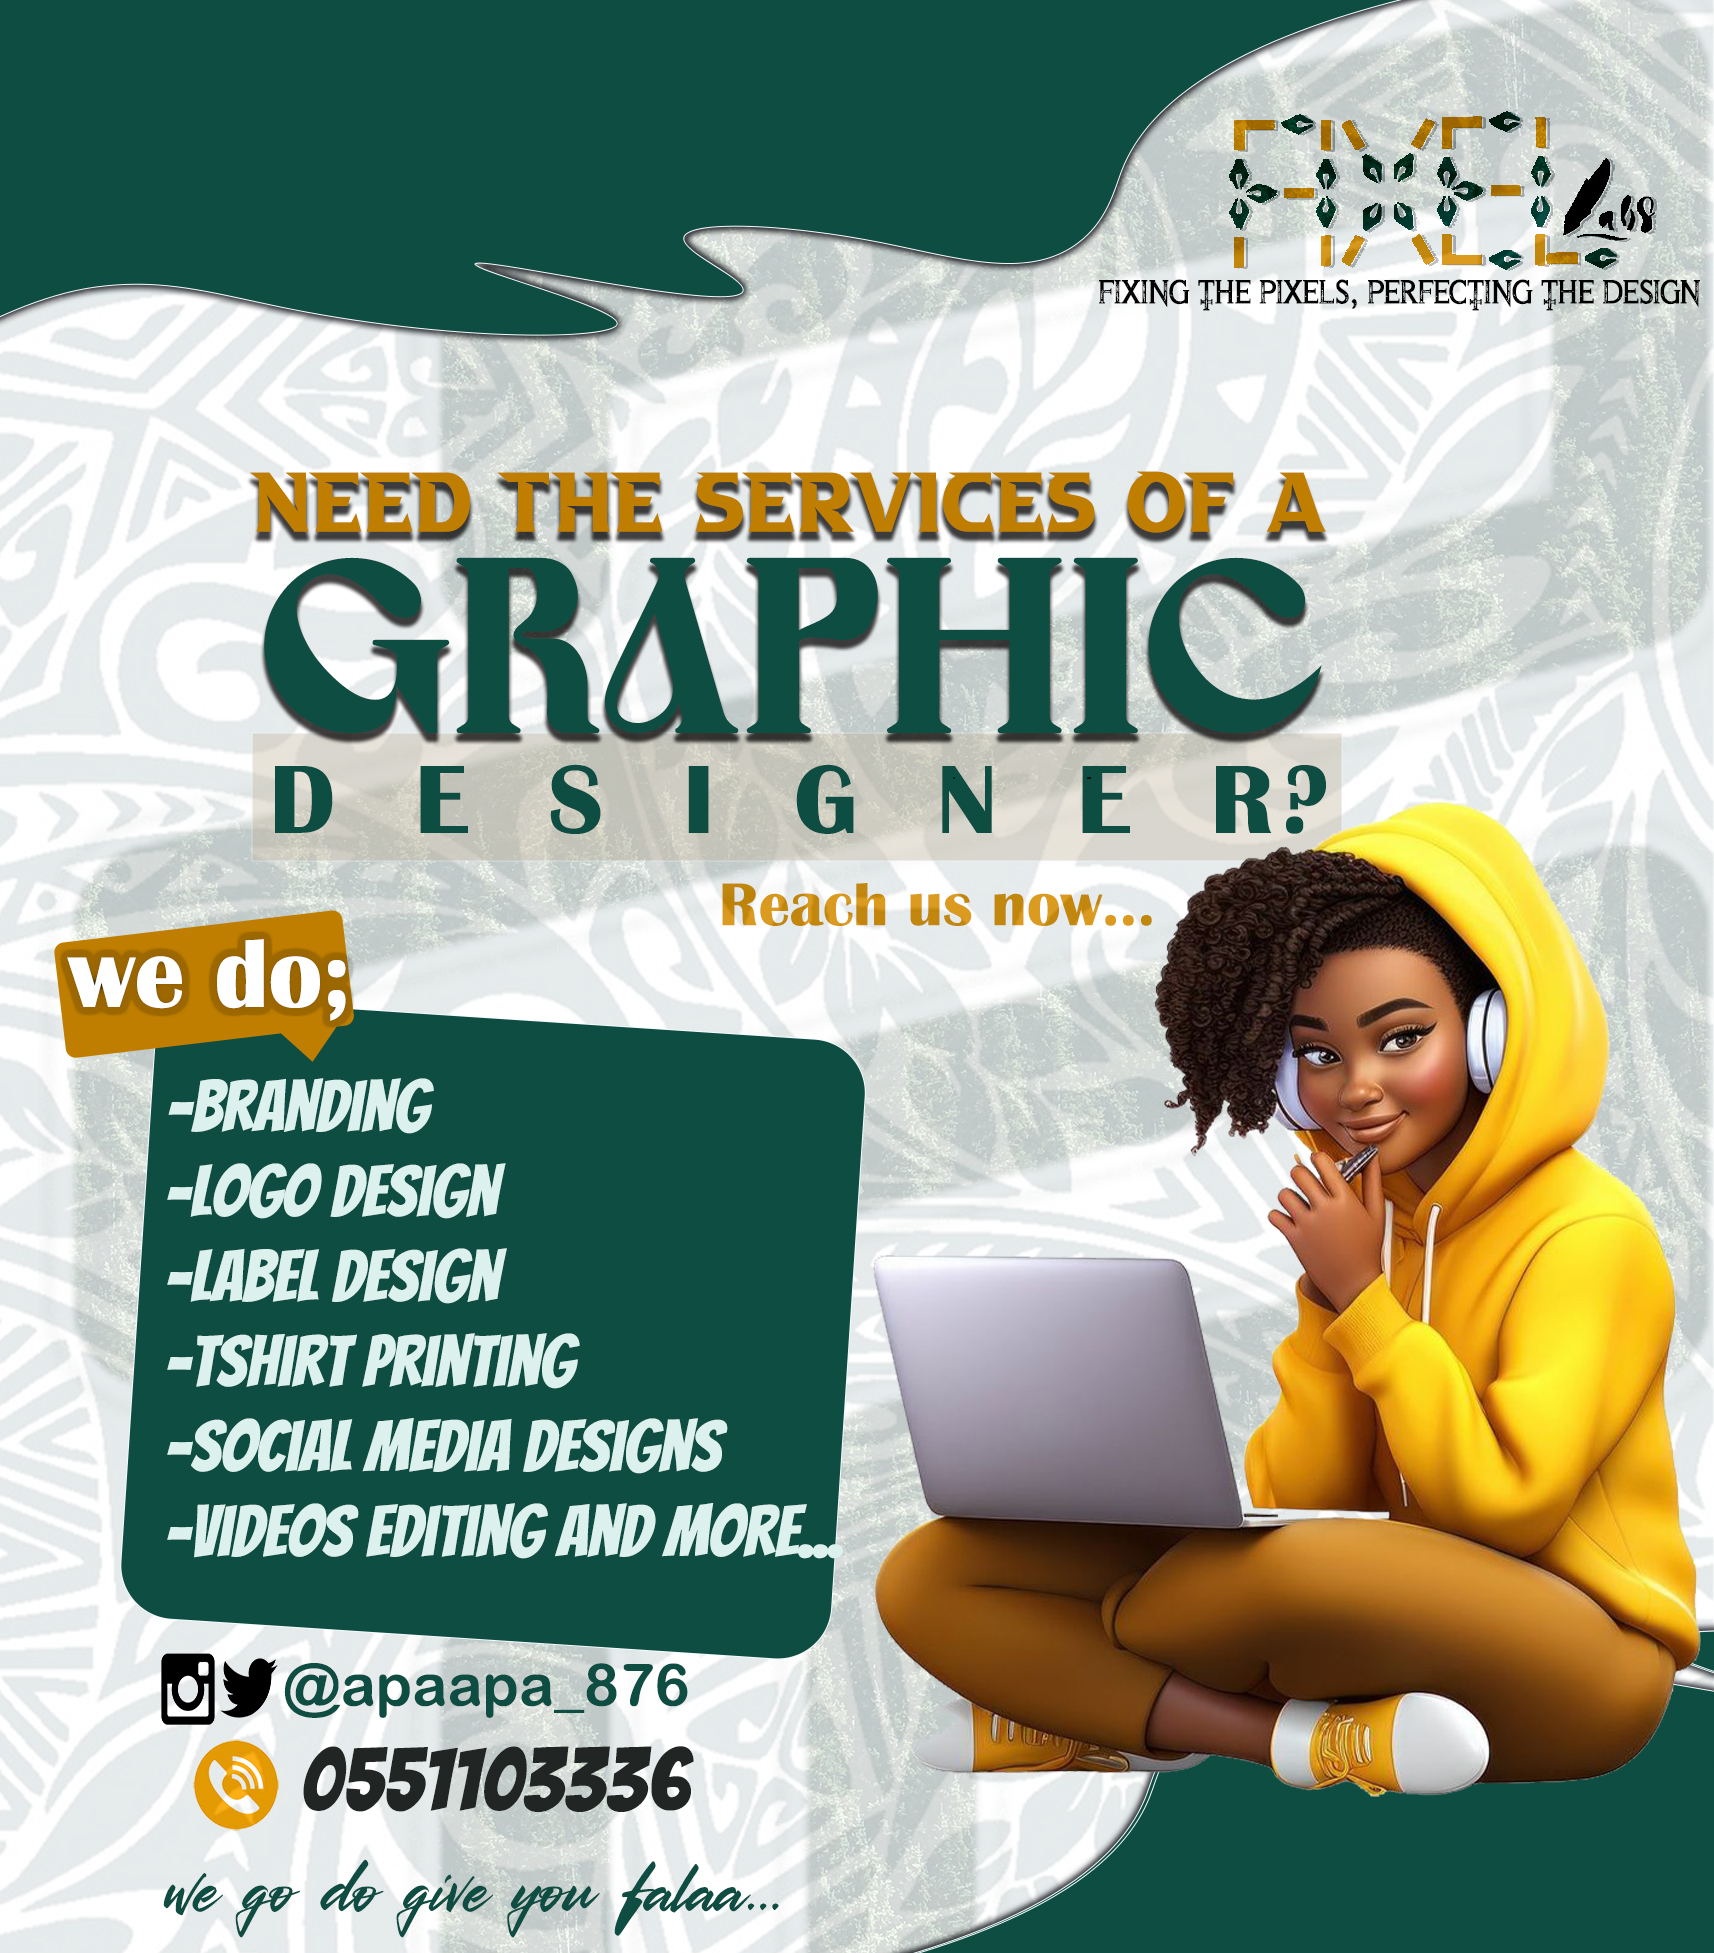 PIXEL
Labs
FIXING THE PIXELS, PERFECTING THE DESIGN
NEED THE SERVICES OF A
GRAPHIC
DESIGNER?
Reach us now...
we do;
-BRANDING
-LOGO DESIGN
-LABEL DESIGN
-TSHIRT PRINTING
-SOCIAL MEDIA DESIGNS
-VIDEOS EDITING AND MORE...
@apaapa_876
0551103336
we go do give you falaa...